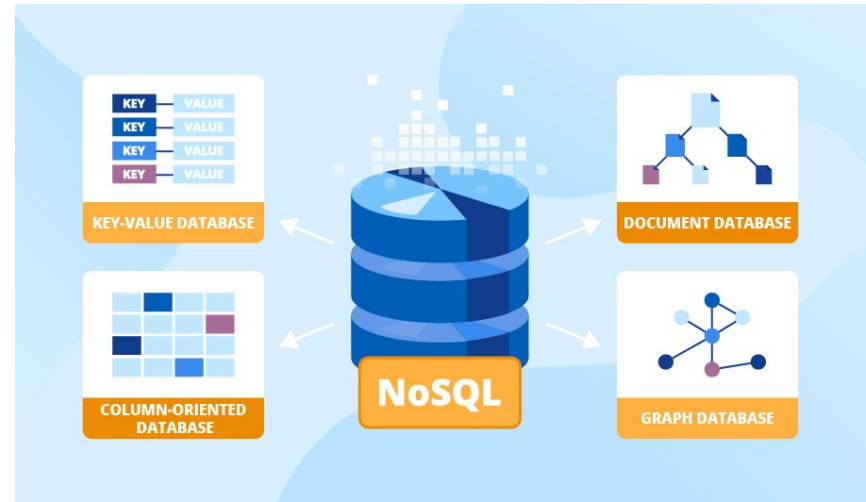 KEY VALUE
KEY VALUE
KEY VALUE
KEY VALUE
KEY-VALUE DATABASE
DOCUMENT DATABASE
COLUMN-ORIENTED
DATABASE
NoSQL
GRAPH DATABASE